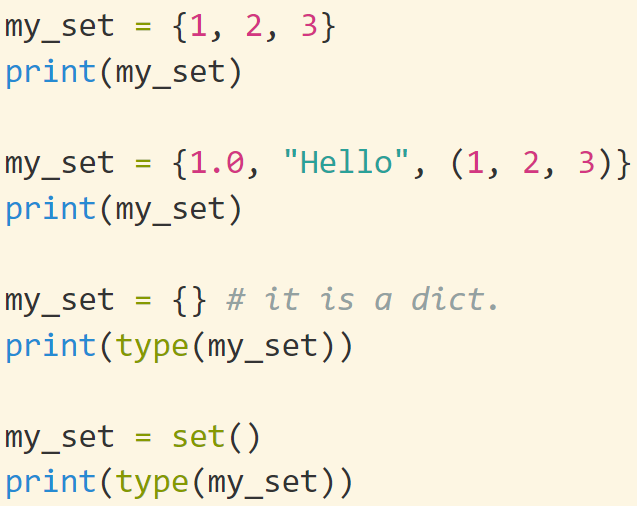 my_set = {1, 2, 3}
print(my_set)

my_set = {1.0, "Hello", (1, 2, 3)}
print(my_set)

my_set = {} # it is a dict.
print(type(my_set))

my_set = set()
print(type(my_set))